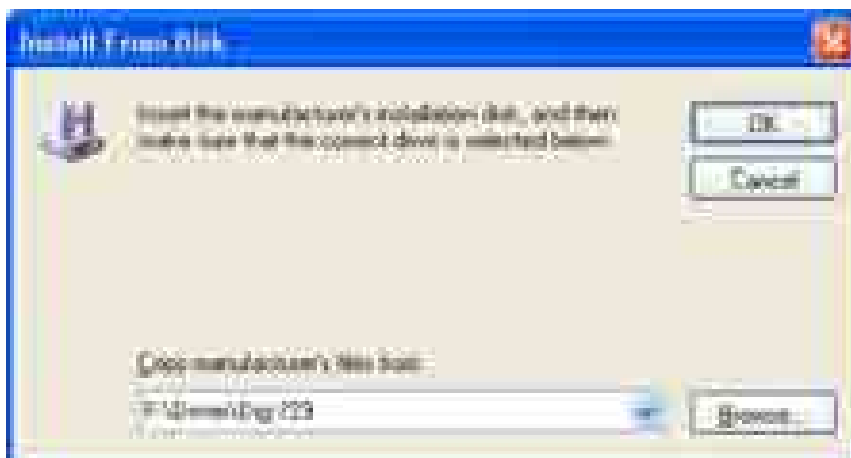 Install From Disk
Insert the manufacturer's installation disk, and then
make sure that the correct drive is selected below.
OK
Cancel
Copy manufacturer's files from:
Browse...